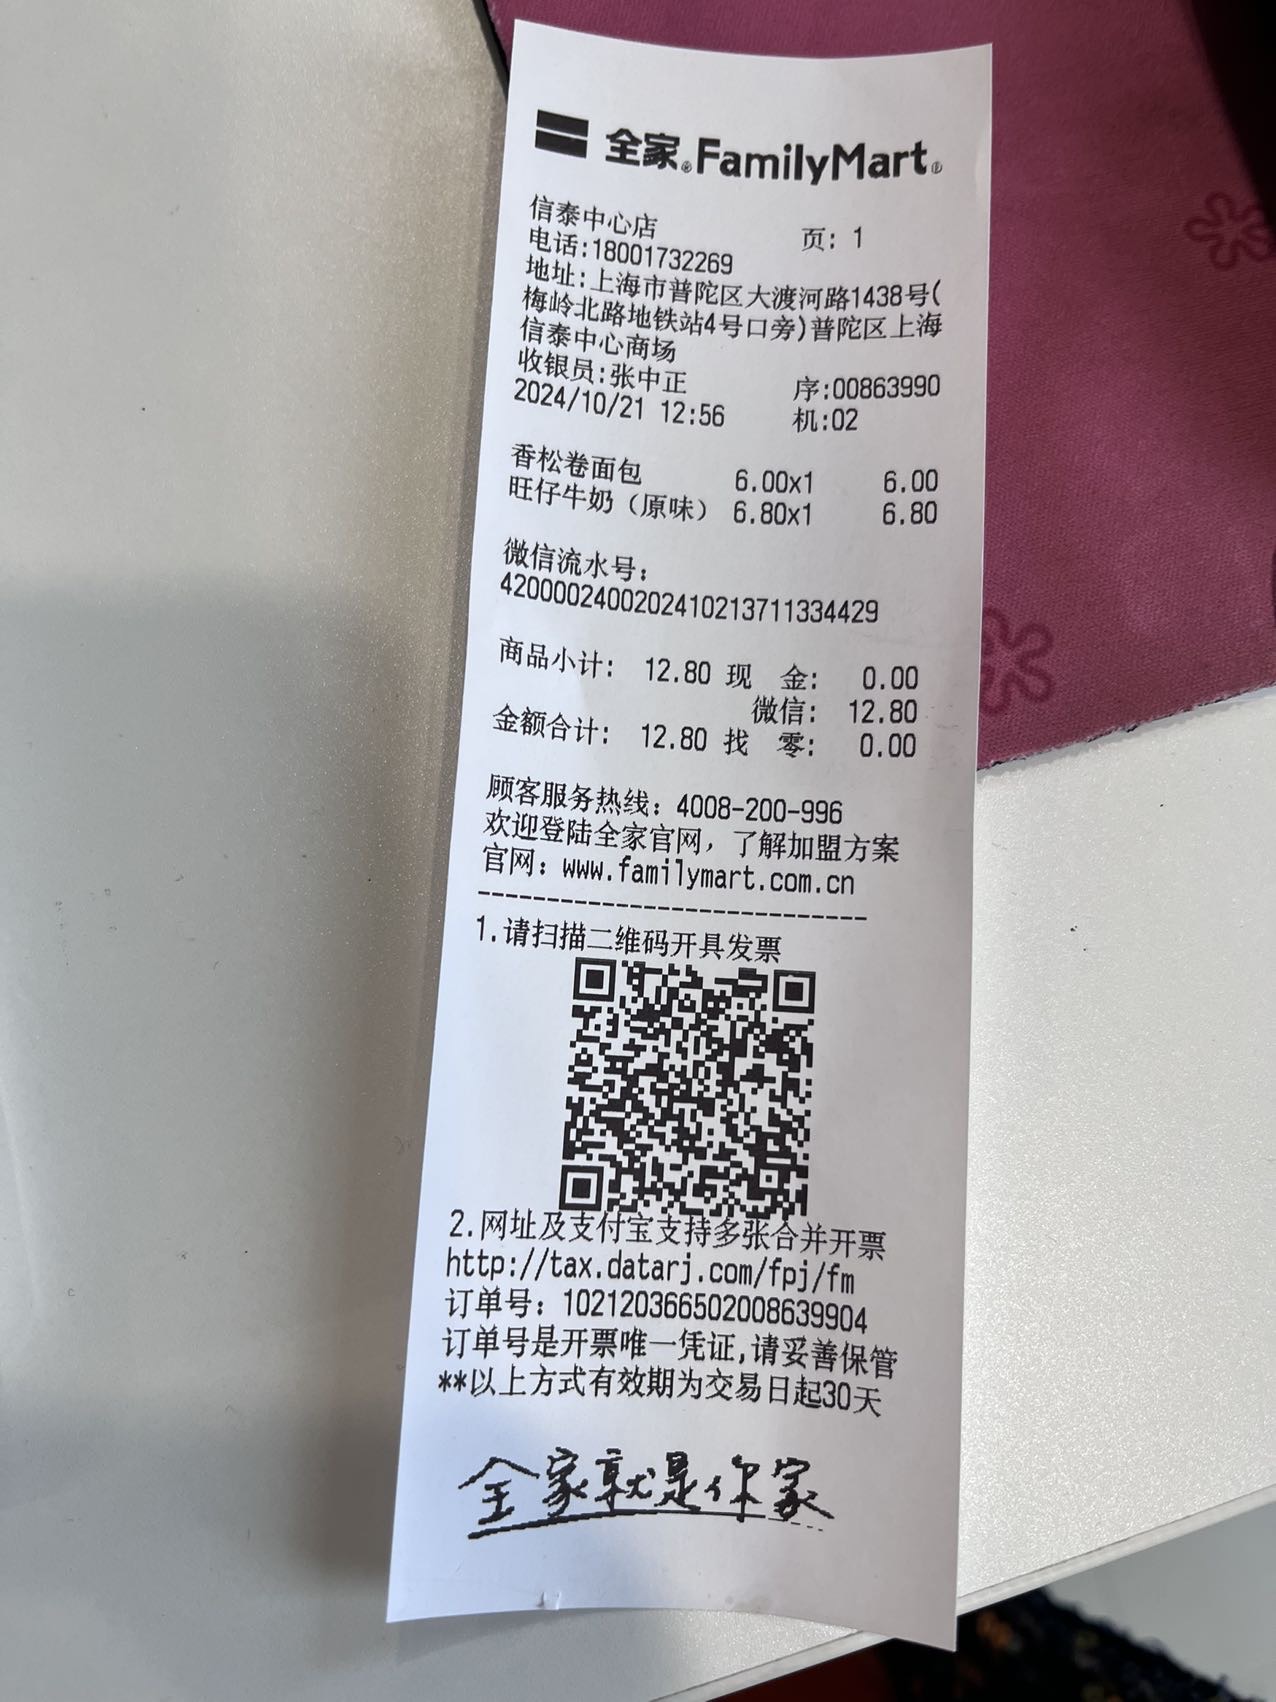 全家®FamilyMart®
信泰中心店 页: 1
电话:18001732269
地址:上海市普陀区大渡河路1438号(
梅岭北路地铁站4号口旁)普陀区上海
信泰中心商场
收银员:张中正 序:00863990
2024/10/21 12:56 机:02
香松卷面包 6.00x1 6.00
旺仔牛奶（原味） 6.80x1 6.80
微信流水号:
4200002400202410213711334429
商品小计: 12.80 现 金: 0.00
微信: 12.80
金额合计: 12.80 找 零: 0.00
顾客服务热线: 4008-200-996
欢迎登陆全家官网，了解加盟方案
官网: www.familymart.com.cn
1.请扫描二维码开具发票
2.网址及支付宝支持多张合并开票
http://tax.datarj.com/fpj/fm
订单号: 102120366502008639904
订单号是开票唯一凭证,请妥善保管
**以上方式有效期为交易日起30天
全家就是你家